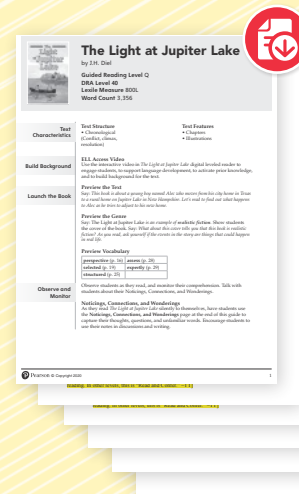 The Light at Jupiter Lake
by J.H. Diel
Guided Reading Level Q
DRA Level 40
Lexile Measure 800L
Word Count 3,356
Text
Characteristics
Text Structure
• Chronological
(Conflict, climax,
resolution)
Text Features
• Chapters
• Illustrations
Build Background
ELL Access Video
Use the interactive video in The Light at Jupiter Lake digital leveled reader to
engage students, to support language development, to activate prior knowledge,
and to build background for the text.
Launch the Book
Preview the Text
Say: This book is about a young boy named Alec who moves from his city home in Texas
to a rural home on Jupiter Lake in New Hampshire. Let's read to find out what happens
to Alec as he tries to adjust to his new home.
Preview the Genre
Say: The Light at Jupiter Lake is an example of realistic fiction. Show students
the cover of the book. Say: What about this cover tells you that this book is realistic
fiction? As you read, ask yourself if the events in the story are things that could happen
in real life.
Preview Vocabulary
perspective (p. 16) access (p. 28)
selected (p. 19) expertly (p. 29)
structured (p. 25)
Observe and
Monitor
Observe students as they read, and monitor their comprehension. Talk with
students about their Noticings, Connections, and Wonderings.
Noticings, Connections, and Wonderings
As they read The Light at Jupiter Lake silently to themselves, have students use
the Noticings, Connections, and Wonderings page at the end of this guide to
capture their thoughts, questions, and unfamiliar words. Encourage students to
use their notes in discussions and writing.
Pearson © Copyright 2020 1